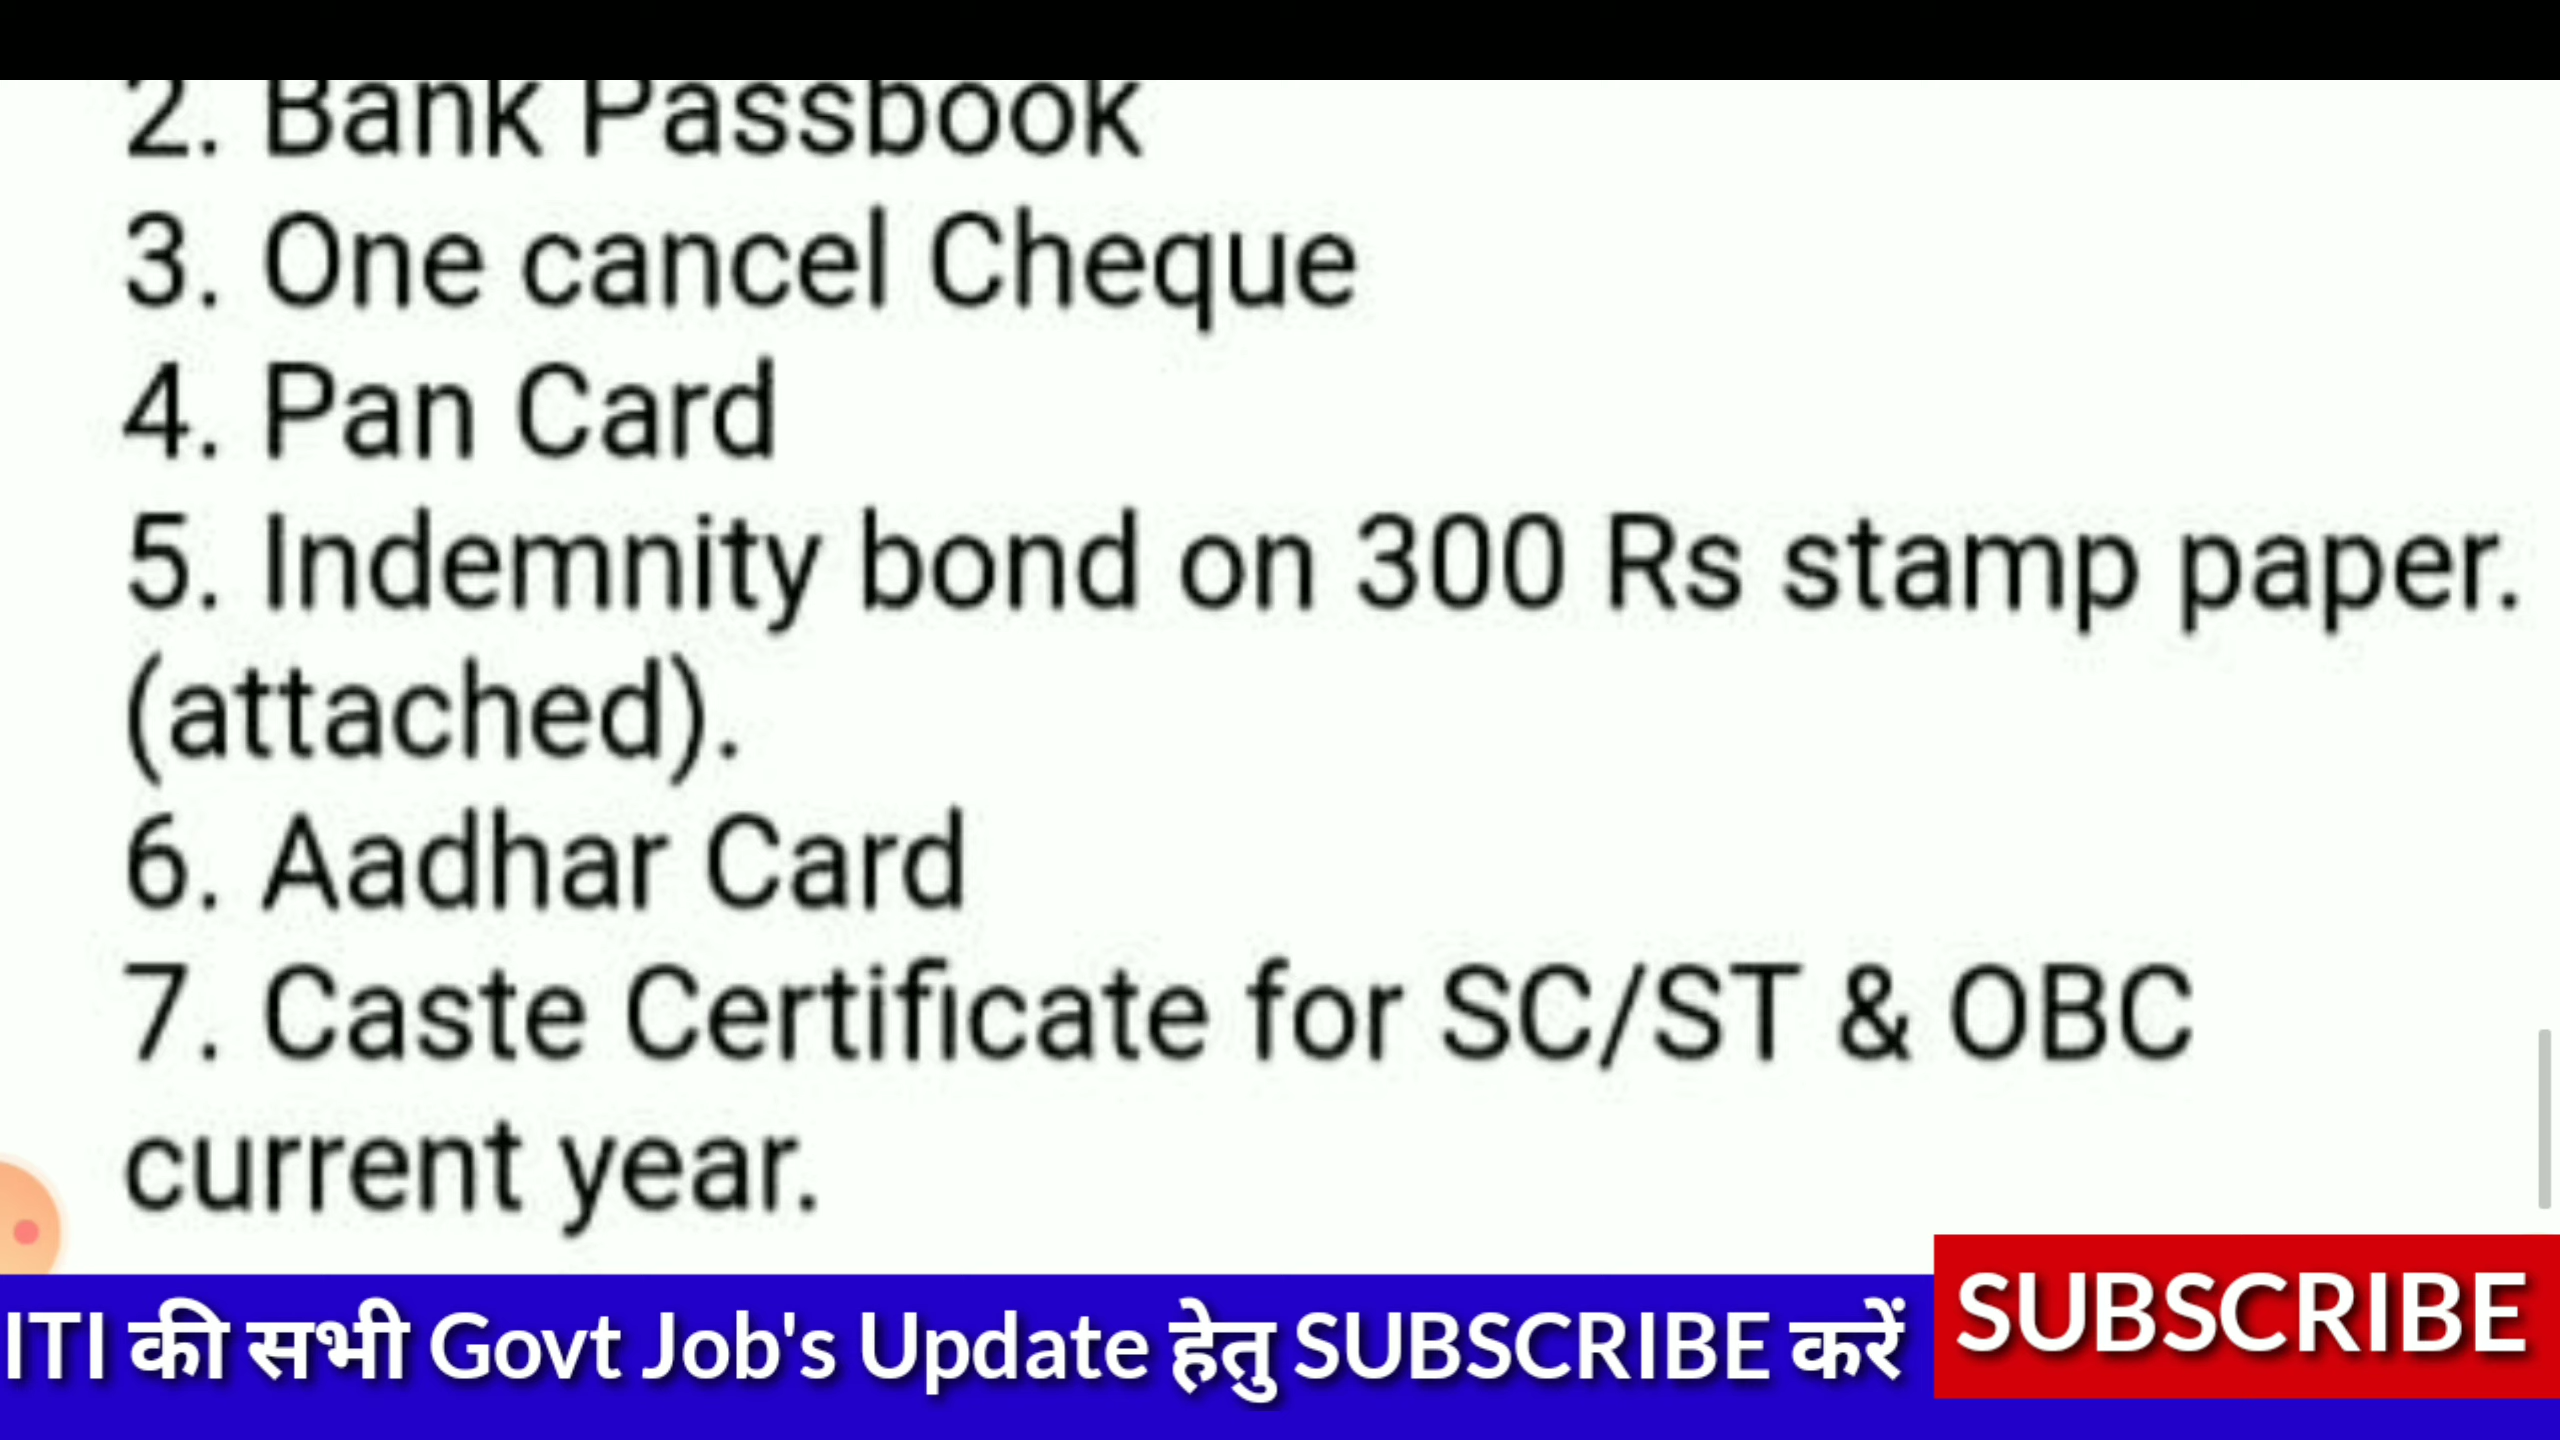 2. Bank Passbook
3. One cancel Cheque
4. Pan Card
5. Indemnity bond on 300 Rs stamp paper.
(attached).
6. Aadhar Card
7. Caste Certificate for SC/ST & OBC
current year.
ITI की सभी Govt Job's Update हेतु SUBSCRIBE करें
SUBSCRIBE